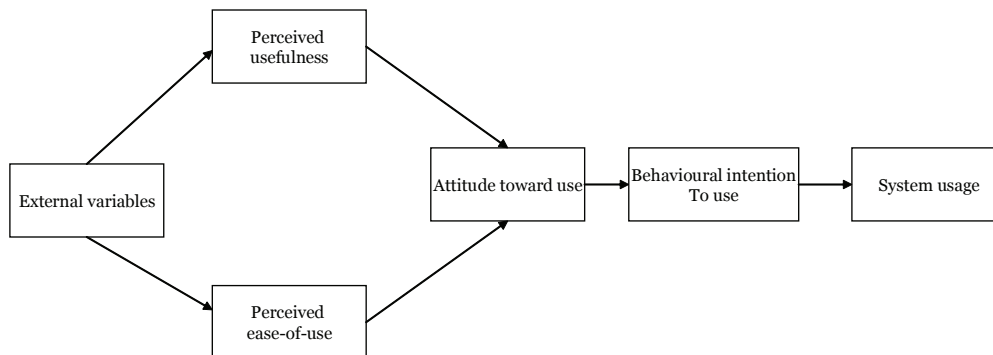 Perceived
usefulness
External variables
Attitude toward use
Behavioural intention
To use
System usage
Perceived
ease-of-use